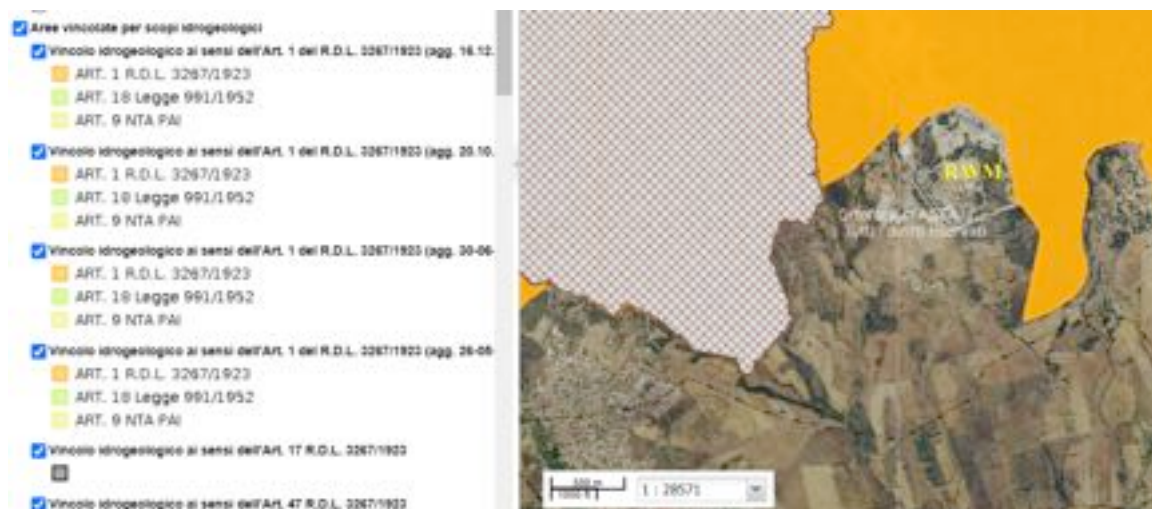 Aree vincolate per scopi idrogeologici
Vincolo idrogeologico ai sensi dell'Art. 1 del R.D.L. 3267/1923 (agg. 16.12.
ART. 1 R.D.L. 3267/1923
ART. 18 Legge 991/1952
ART. 9 NTA PAI
Vincolo idrogeologico ai sensi dell'Art. 1 del R.D.L. 3267/1923 (agg. 20.10.
ART. 1 R.D.L. 3267/1923
ART. 18 Legge 991/1952
ART. 9 NTA PAI
Vincolo idrogeologico ai sensi dell'Art. 1 del R.D.L. 3267/1923 (agg. 30-06-
ART. 1 R.D.L. 3267/1923
ART. 18 Legge 991/1952
ART. 9 NTA PAI
Vincolo idrogeologico ai sensi dell'Art. 1 del R.D.L. 3267/1923 (agg. 26-05-
ART. 1 R.D.L. 3267/1923
ART. 18 Legge 991/1952
ART. 9 NTA PAI
Vincolo idrogeologico ai sensi dell'Art. 17 R.D.L. 3267/1923
Vincolo idrogeologico ai sensi dell'Art. 47 R.D.L. 3267/1923
RWM
Tutti i diritti riservati
1 : 28571